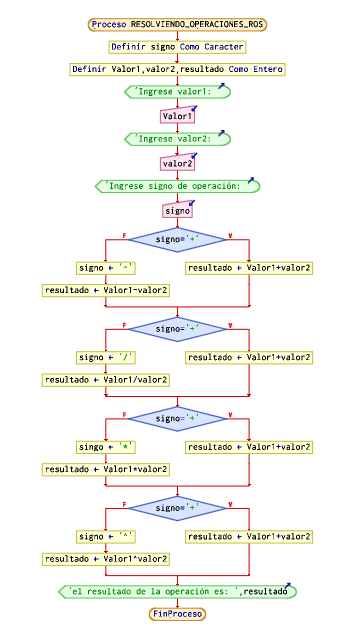 Proceso RESOLVIENDO_OPERACIONES_ROS
Definir signo Como Caracter
Definir Valor1,valor2,resultado Como Entero
'Ingrese valor1:
Valor1
'Ingrese valor2:
valor2
'Ingrese signo de operación:
signo
F signo='+' V
signo ← '-' resultado ← Valor1+valor2
resultado ← Valor1-valor2
F signo='+' V
signo ← '/' resultado ← Valor1+valor2
resultado ← Valor1/valor2
F signo='+' V
singo ← '*' resultado ← Valor1+valor2
resultado ← Valor1*valor2
F signo='+' V
signo ← '^' resultado ← Valor1+valor2
resultado ← Valor1^valor2
'el resultado de la operación es: ',resultado
FinProceso